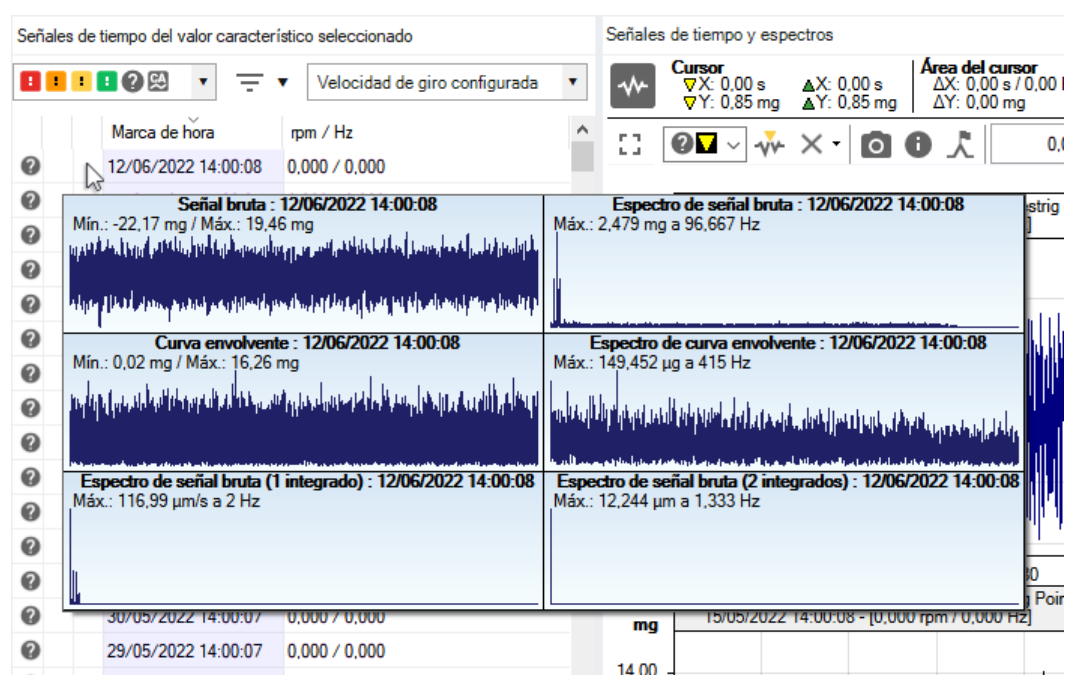 Señales de tiempo del valor característico seleccionado
Señales de tiempo y espectros
CA
Velocidad de giro configurada
Cursor
X: 0,00 s
X: 0,00 s
Y: 0,85 mg
Y: 0,85 mg
Área del cursor
ΔX: 0,00 s / 0,00
ΔY: 0,00 mg
Marca de hora
rpm / Hz
0,
12/06/2022 14:00:08
0,000 / 0,000
Señal bruta : 12/06/2022 14:00:08
Mín.: -22,17 mg / Máx.: 19,46 mg
Espectro de señal bruta : 12/06/2022 14:00:08
Máx.: 2,479 mg a 96,667 Hz
Curva envolvente : 12/06/2022 14:00:08
Mín.: 0,02 mg / Máx.: 16,26 mg
Espectro de curva envolvente : 12/06/2022 14:00:08
Máx.: 149,452 µg a 415 Hz
Espectro de señal bruta (1 integrado) : 12/06/2022 14:00:08
Máx.: 116,99 µm/s a 2 Hz
Espectro de señal bruta (2 integrados) : 12/06/2022 14:00:08
Máx.: 12,244 µm a 1,333 Hz
30/05/2022 14:00:07
0,000 / 0,000
mg
15/05/2022 14:00:08 - [0,000 rpm / 0,000 Hz]
29/05/2022 14:00:07
0,000 / 0,000
14,00